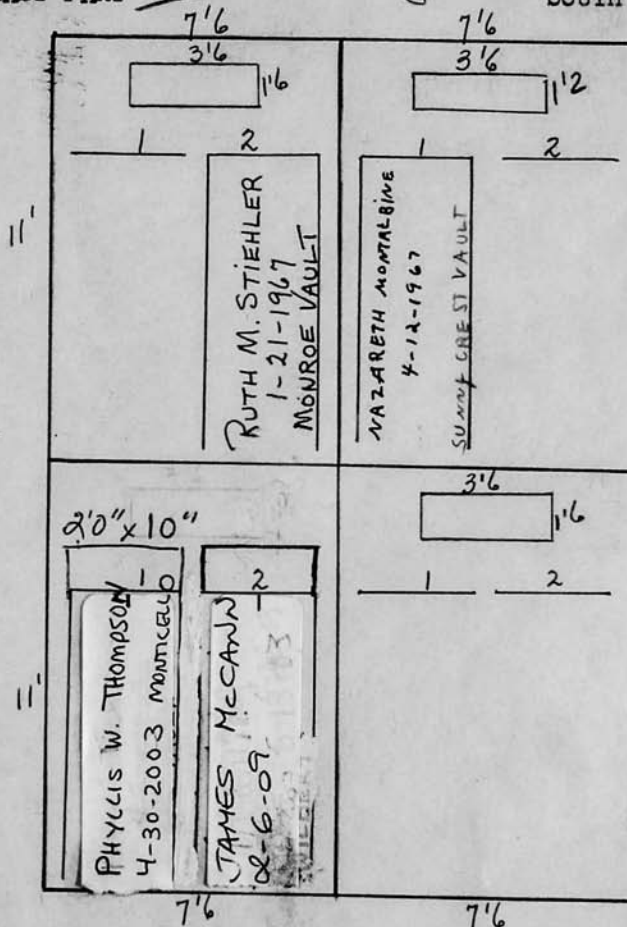 SOUTH
7'6 7'6
3'6 3'6
1'6 1'2
1 2 1 2
11'
RUTH M. STIEHLER
1-21-1967
MONROE VAULT
NAZARETH MONTALBINE
4-12-1967
SUNNY CREST VAULT
2'0" x 10"
3'6
1'6
1 2 1 2
11'
PHYLLIS W. THOMPSON
4-30-2003 MONTICELLO
JAMES McCANN
2-6-09
WILBERT
7'6 7'6